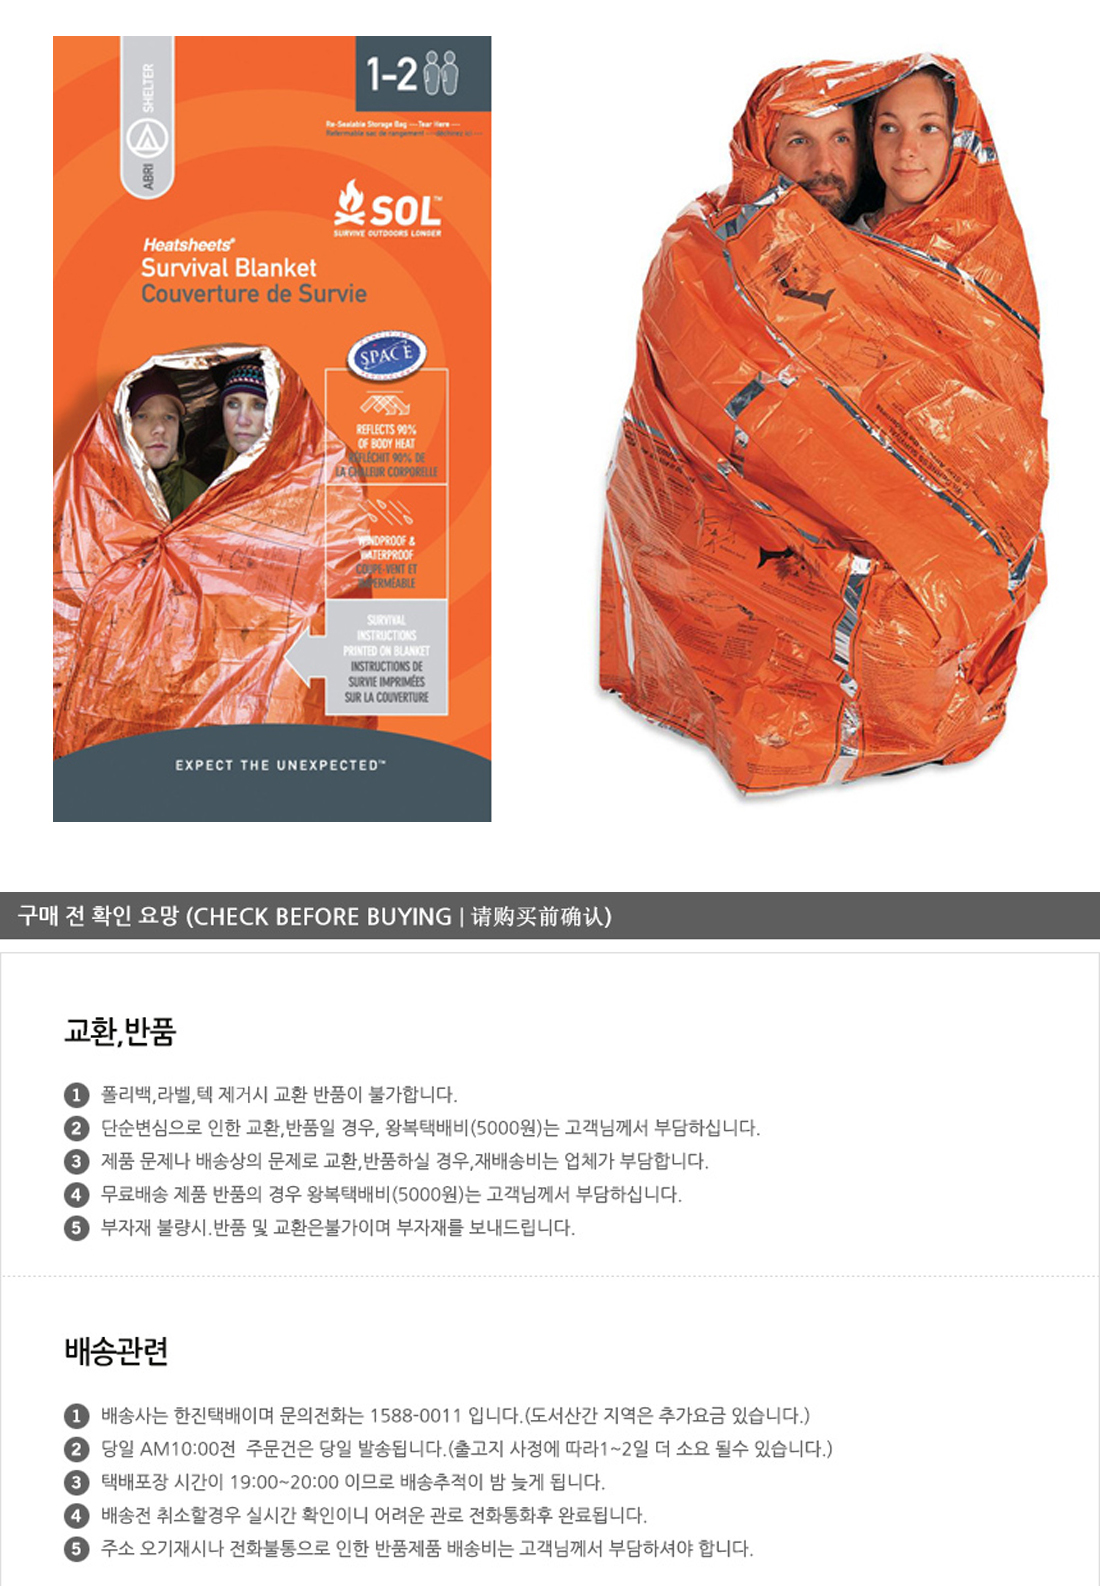 ABRI SHELTER
1-2
Re-Sealable Storage Bag --- Tear Here ---
Refermable sac de rangement --- déchirez ici ---
SOL™
SURVIVE OUTDOORS LONGER
Heatsheets®
Survival Blanket
Couverture de Survie
SPACE
REFLECTS 90%
OF BODY HEAT
RÉFLÉCHIT 90% DE
LA CHALEUR CORPORELLE
WINDPROOF &
WATERPROOF
COUPE-VENT ET
IMPERMÉABLE
SURVIVAL
INSTRUCTIONS
PRINTED ON BLANKET
INSTRUCTIONS DE
SURVIE IMPRIMÉES
SUR LA COUVERTURE
EXPECT THE UNEXPECTED™
구매 전 확인 요망 (CHECK BEFORE BUYING | 请购买前确认)
교환,반품
1 폴리백,라벨,텍 제거시 교환 반품이 불가합니다.
2 단순변심으로 인한 교환,반품일 경우, 왕복택배비(5000원)는 고객님께서 부담하십니다.
3 제품 문제나 배송상의 문제로 교환,반품하실 경우,재배송비는 업체가 부담합니다.
4 무료배송 제품 반품의 경우 왕복택배비(5000원)는 고객님께서 부담하십니다.
5 부자재 불량시.반품 및 교환은불가이며 부자재를 보내드립니다.
배송관련
1 배송사는 한진택배이며 문의전화는 1588-0011 입니다.(도서산간 지역은 추가요금 있습니다.)
2 당일 AM10:00전 주문건은 당일 발송됩니다.(출고지 사정에 따라1~2일 더 소요 될수 있습니다.)
3 택배포장 시간이 19:00~20:00 이므로 배송추적이 밤 늦게 됩니다.
4 배송전 취소할경우 실시간 확인이니 어려운 관로 전화통화후 완료됩니다.
5 주소 오기재시나 전화불통으로 인한 반품제품 배송비는 고객님께서 부담하셔야 합니다.